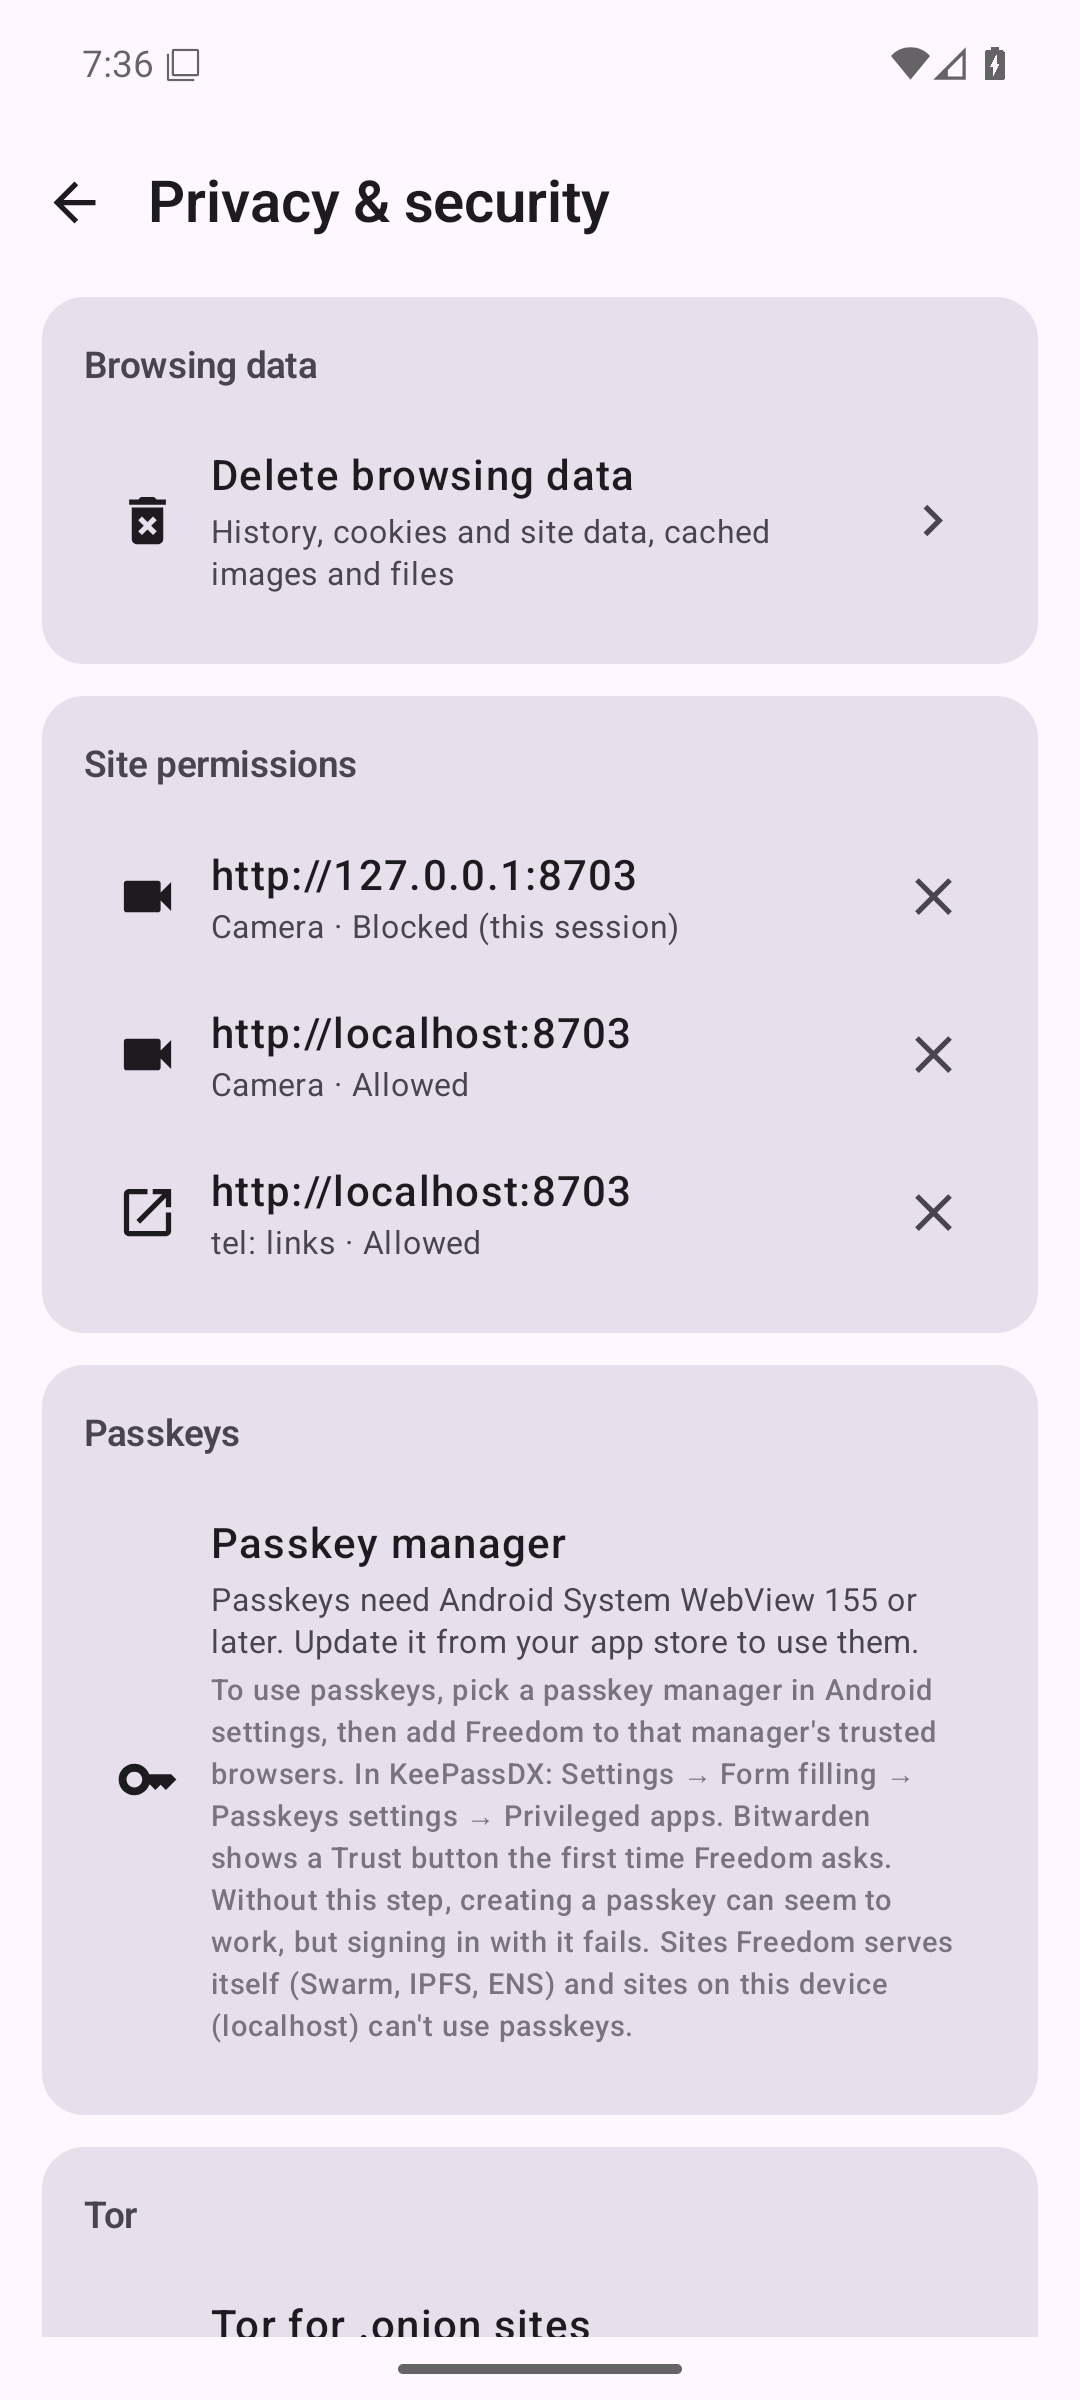 7:36
Privacy & security
Browsing data
Delete browsing data
History, cookies and site data, cached
images and files
Site permissions
http://127.0.0.1:8703
Camera · Blocked (this session)
http://localhost:8703
Camera · Allowed
http://localhost:8703
tel: links · Allowed
Passkeys
Passkey manager
Passkeys need Android System WebView 155 or
later. Update it from your app store to use them.
To use passkeys, pick a passkey manager in Android
settings, then add Freedom to that manager's trusted
browsers. In KeePassDX: Settings → Form filling →
Passkeys settings → Privileged apps. Bitwarden
shows a Trust button the first time Freedom asks.
Without this step, creating a passkey can seem to
work, but signing in with it fails. Sites Freedom serves
itself (Swarm, IPFS, ENS) and sites on this device
(localhost) can't use passkeys.
Tor
Tor for .onion sites